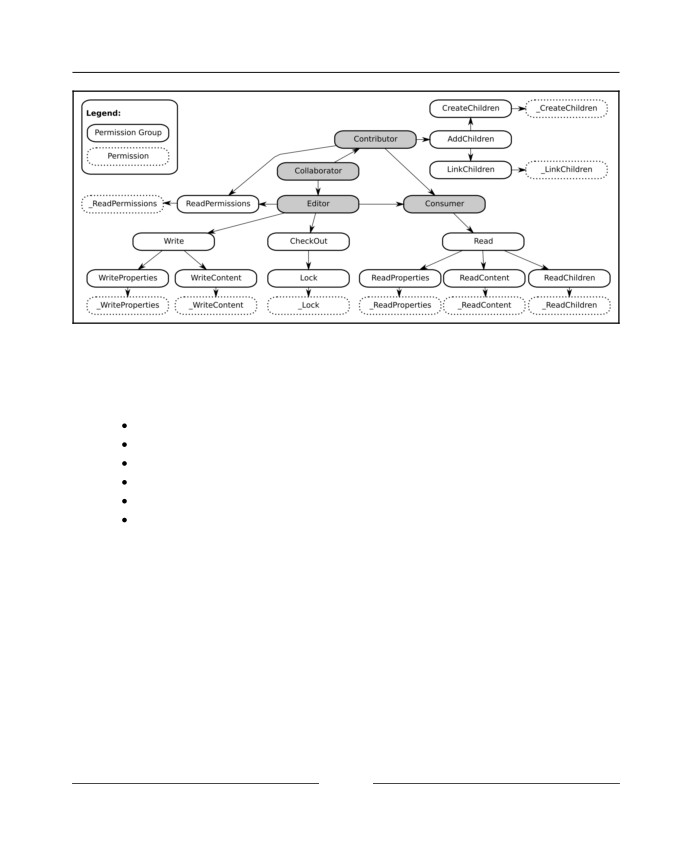 Legend:
Permission Group
Permission
CreateChildren
_CreateChildren
Contributor
AddChildren
Collaborator
LinkChildren
_LinkChildren
_ReadPermissions
ReadPermissions
Editor
Consumer
Write
CheckOut
Read
WriteProperties
WriteContent
Lock
ReadProperties
ReadContent
ReadChildren
_WriteProperties
_WriteContent
_Lock
_ReadProperties
_ReadContent
_ReadChildren